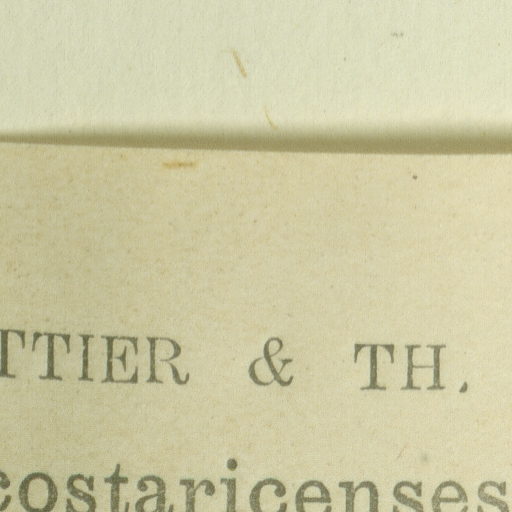 TTIER & TH.
costaricenses